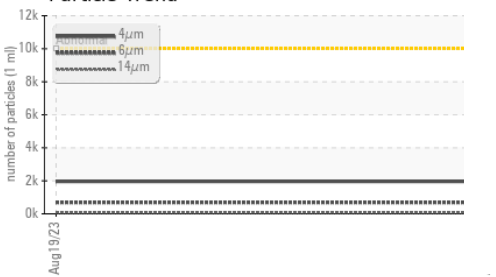 Particle Trend
number of particles (1 ml)
12k
10k
8k
6k
4k
2k
0k
Abnormal
4µm
6µm
14µm
Aug19/23